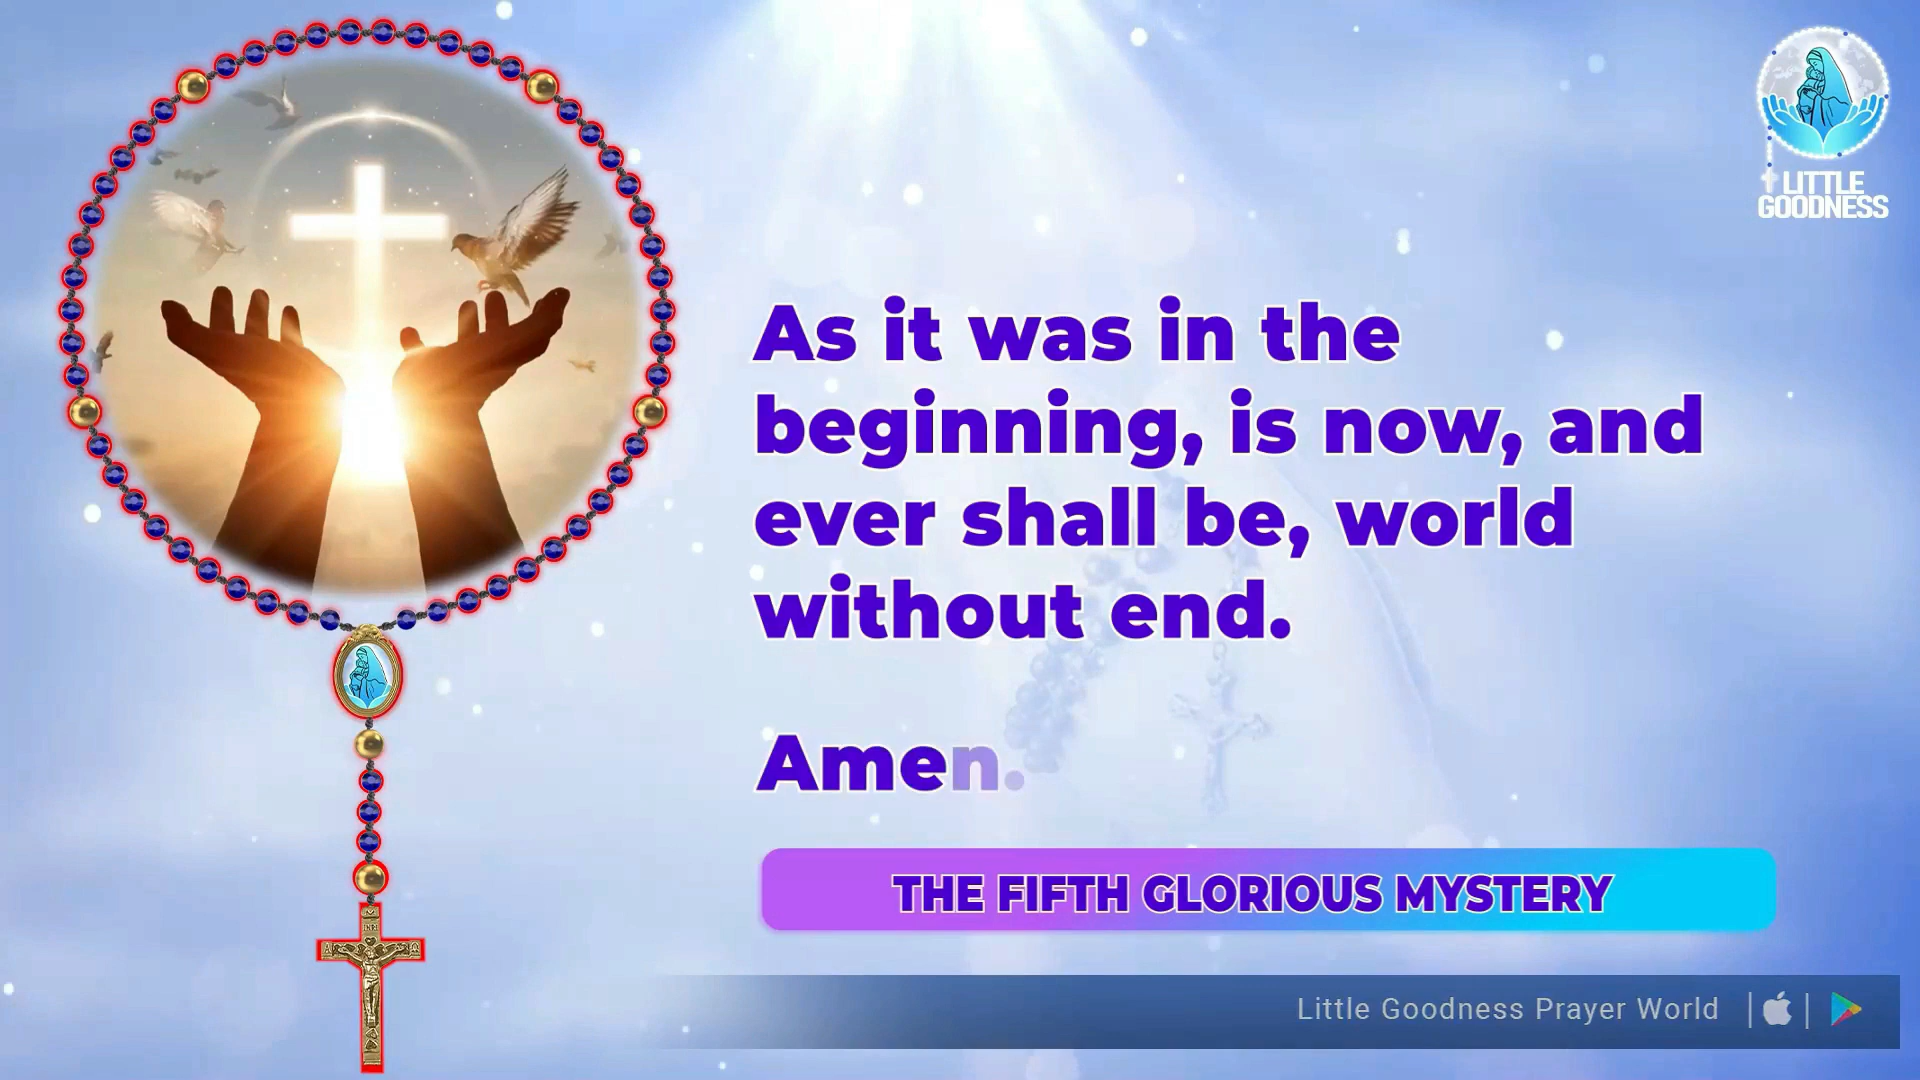 LITTLE
GOODNESS
As it was in the
beginning, is now, and
ever shall be, world
without end.
Amen.
THE FIFTH GLORIOUS MYSTERY
INRI
Little Goodness Prayer World